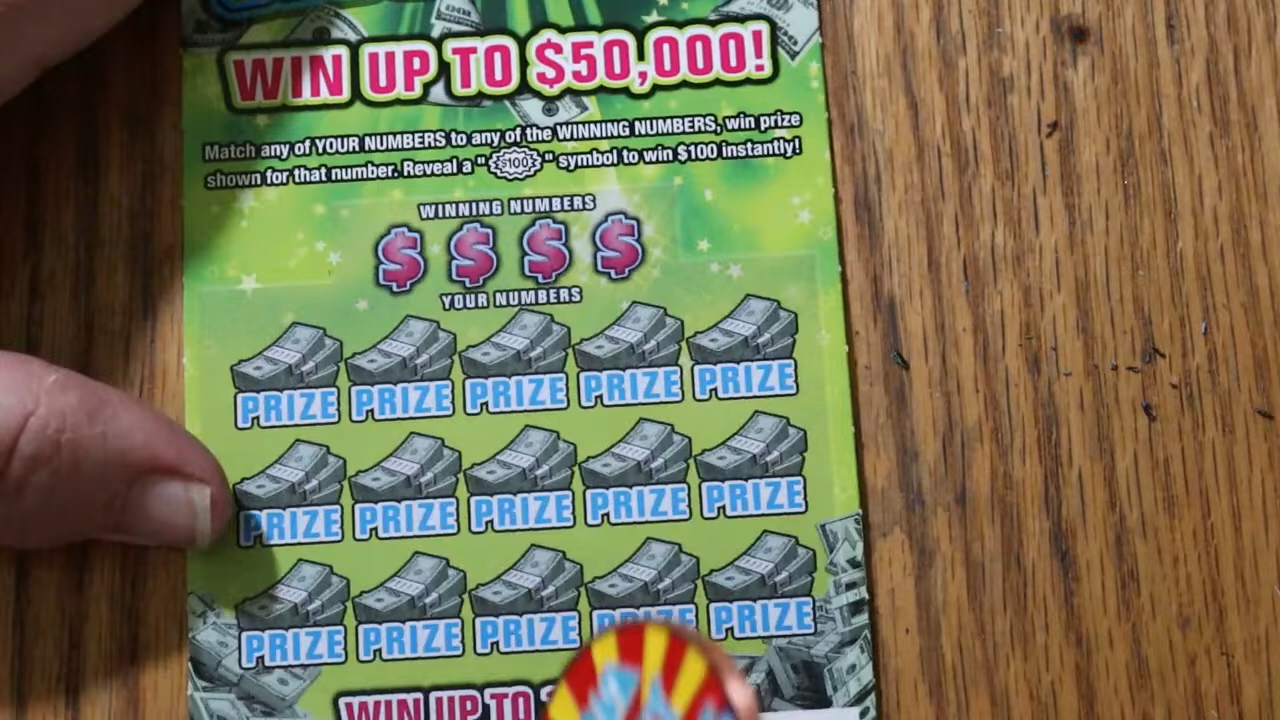 WIN UP TO $50,000!
Match any of YOUR NUMBERS to any of the WINNING NUMBERS, win prize
shown for that number. Reveal a "$100" symbol to win $100 instantly!
WINNING NUMBERS
$ $ $ $
YOUR NUMBERS
PRIZE PRIZE PRIZE PRIZE PRIZE
PRIZE PRIZE PRIZE PRIZE PRIZE
PRIZE PRIZE PRIZE PRIZE PRIZE
WIN UP TO